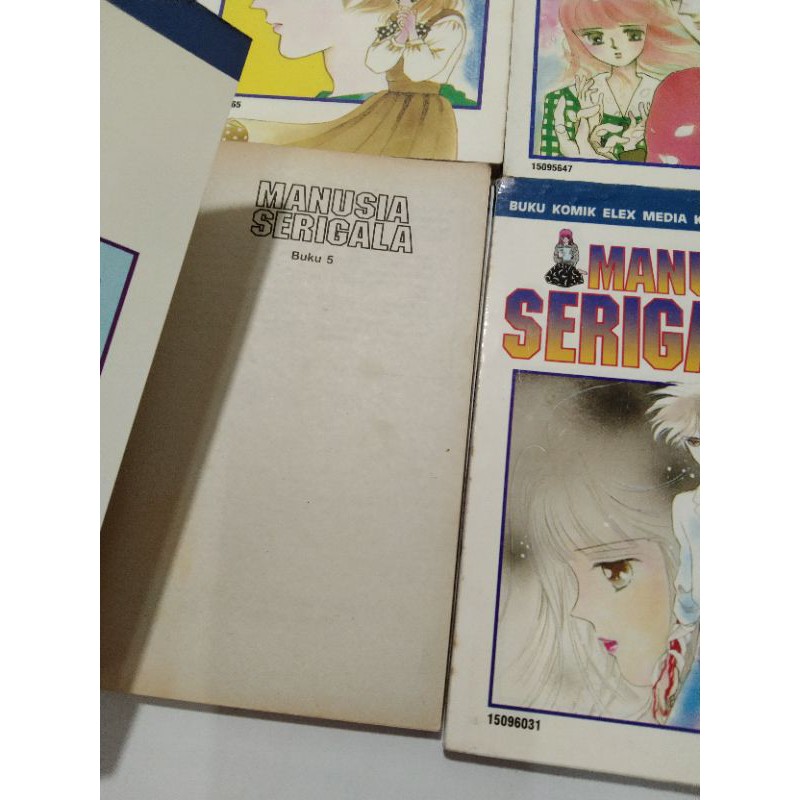 65
15095647
MANUSIA
SERIGALA
Buku 5
BUKU KOMIK ELEX MEDIA K
MANU
SERIGA
15096031